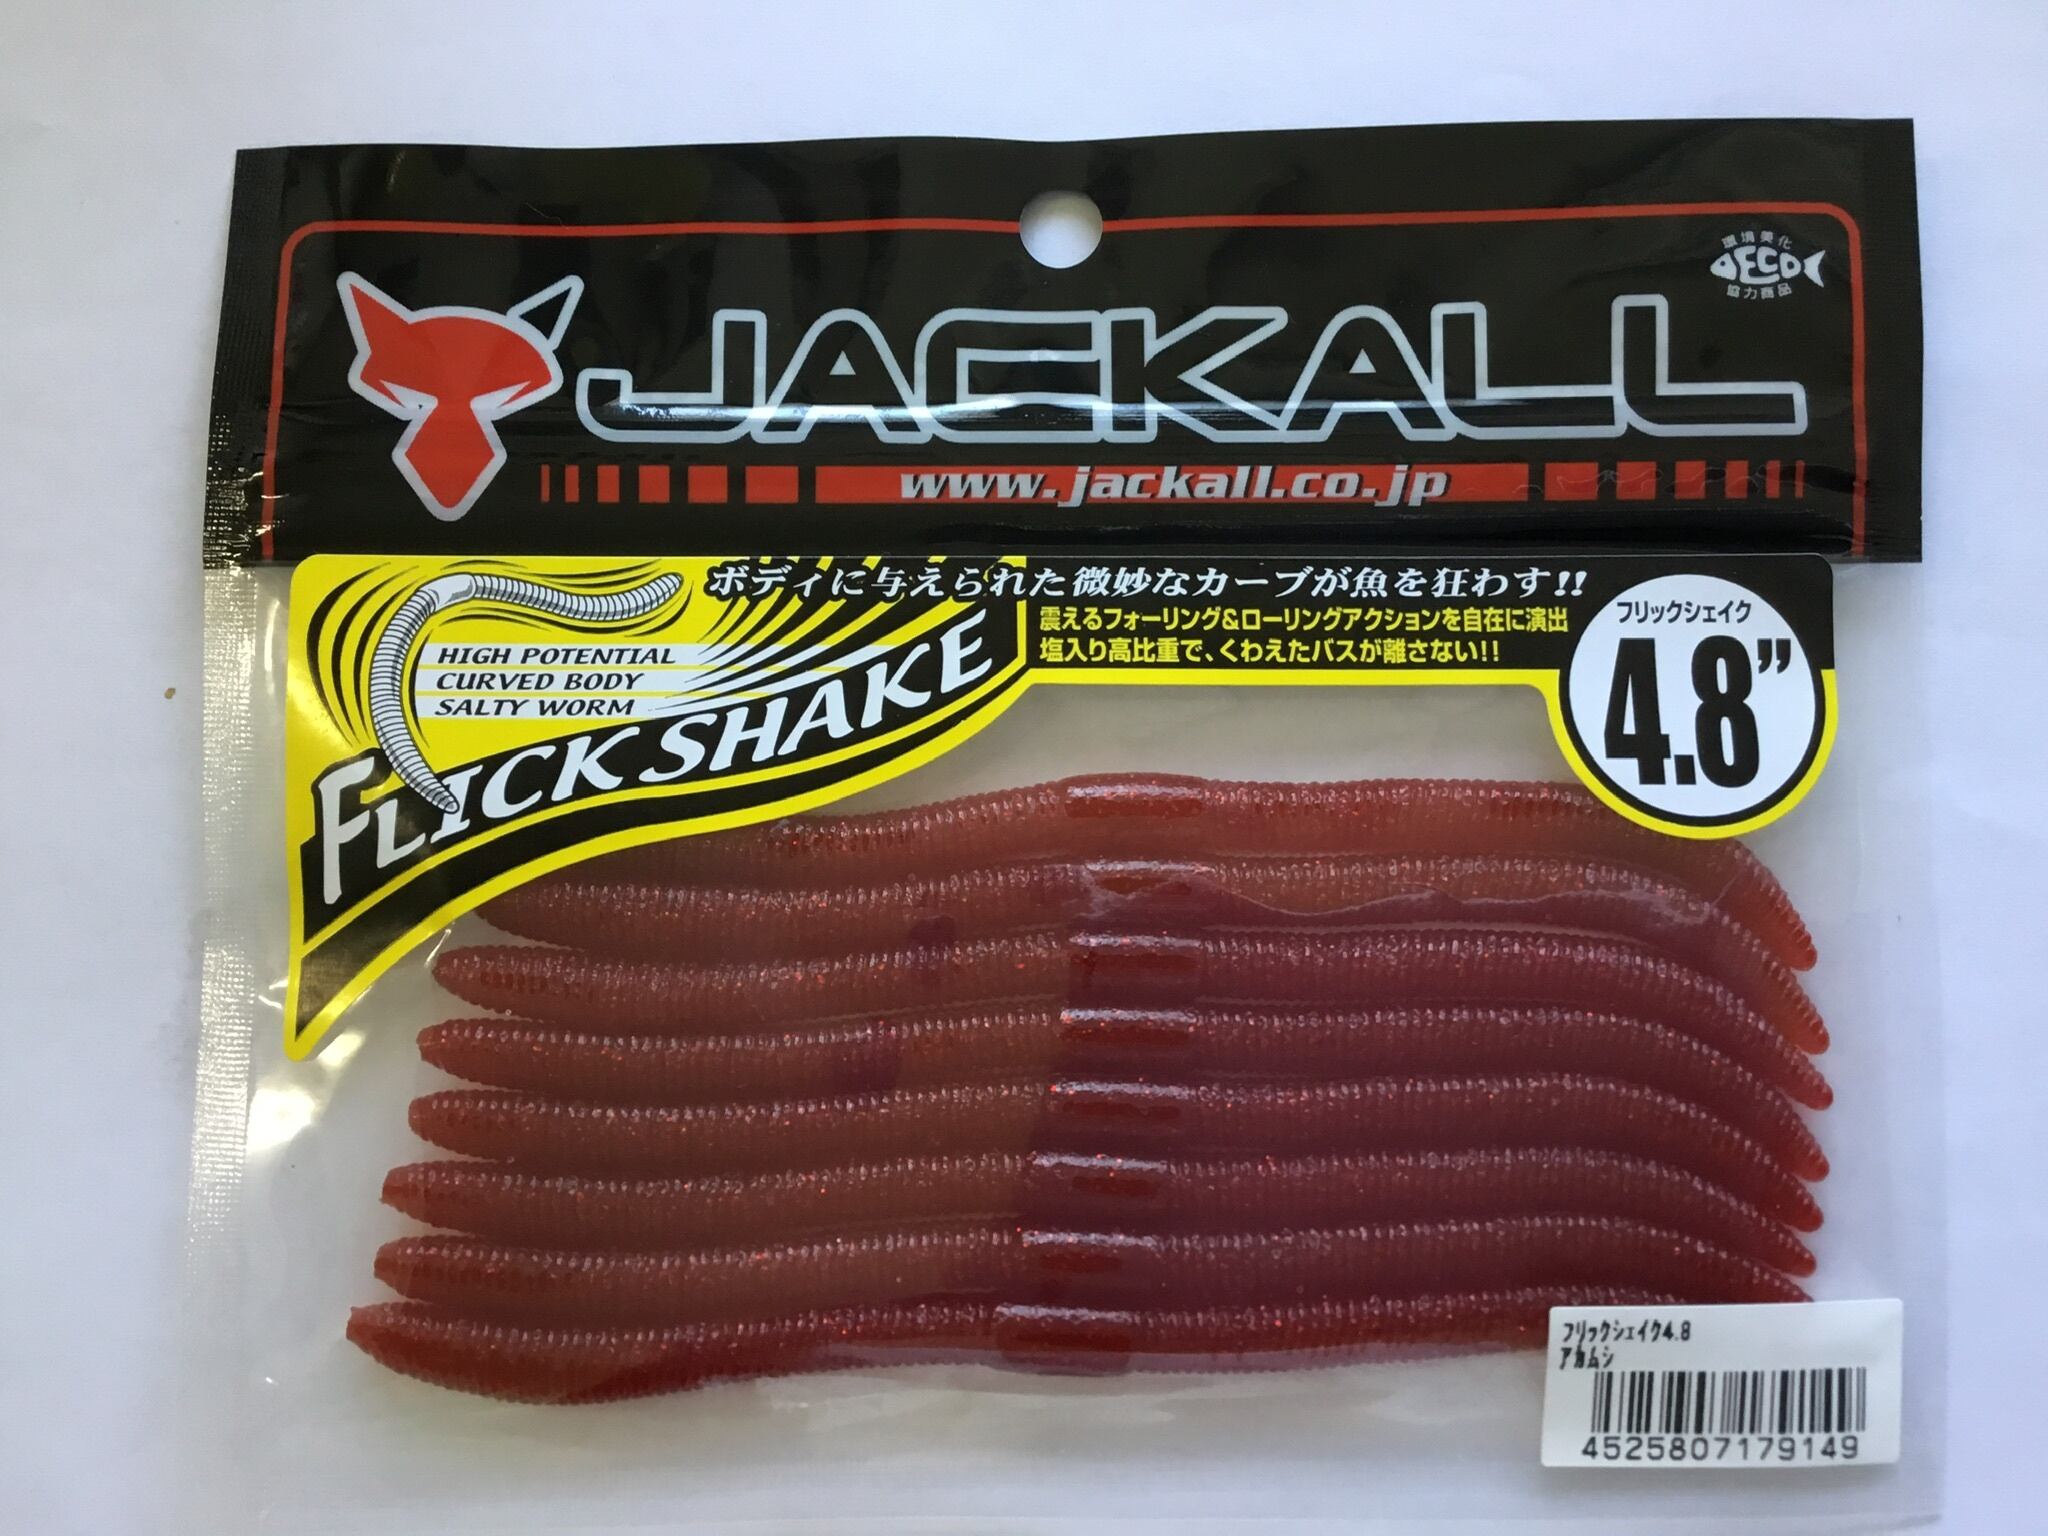 環境美化
ECO
協力商品
JACKALL
www.jackall.co.jp
ボディに与えられた微妙なカーブが魚を狂わす!!
震えるフォーリング&ローリングアクションを自在に演出
塩入り高比重で、くわえたバスが離さない!!
フリックシェイク
4.8"
HIGH POTENTIAL
CURVED BODY
SALTY WORM
FLICK SHAKE
フリックシェイク4.8
アカムシ
4525807179149